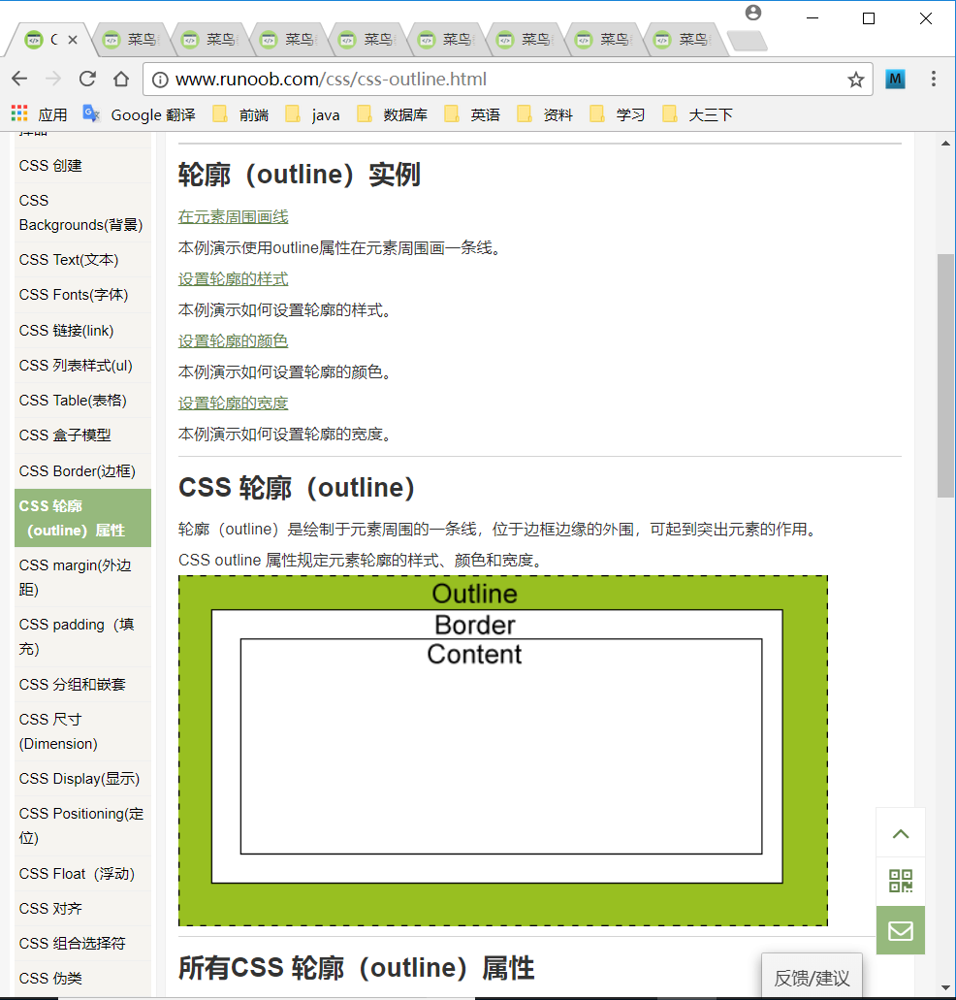 C
菜鸟
菜鸟
菜鸟
菜鸟
菜鸟
菜鸟
菜鸟
菜鸟
www.runoob.com/css/css-outline.html
M
应用
Google 翻译
前端
java
数据库
英语
资料
学习
大三下
CSS 创建
CSS
Backgrounds(背景)
CSS Text(文本)
CSS Fonts(字体)
CSS 链接(link)
CSS 列表样式(ul)
CSS Table(表格)
CSS 盒子模型
CSS Border(边框)
CSS 轮廓
（outline）属性
CSS margin(外边
距)
CSS padding（填
充）
CSS 分组和嵌套
CSS 尺寸
(Dimension)
CSS Display(显示)
CSS Positioning(定
位)
CSS Float（浮动）
CSS 对齐
CSS 组合选择符
CSS 伪类
轮廓（outline）实例
在元素周围画线
本例演示使用outline属性在元素周围画一条线。
设置轮廓的样式
本例演示如何设置轮廓的样式。
设置轮廓的颜色
本例演示如何设置轮廓的颜色。
设置轮廓的宽度
本例演示如何设置轮廓的宽度。
CSS 轮廓（outline）
轮廓（outline）是绘制于元素周围的一条线，位于边框边缘的外围，可起到突出元素的作用。
CSS outline 属性规定元素轮廓的样式、颜色和宽度。
Outline
Border
Content
所有CSS 轮廓（outline）属性
反馈/建议